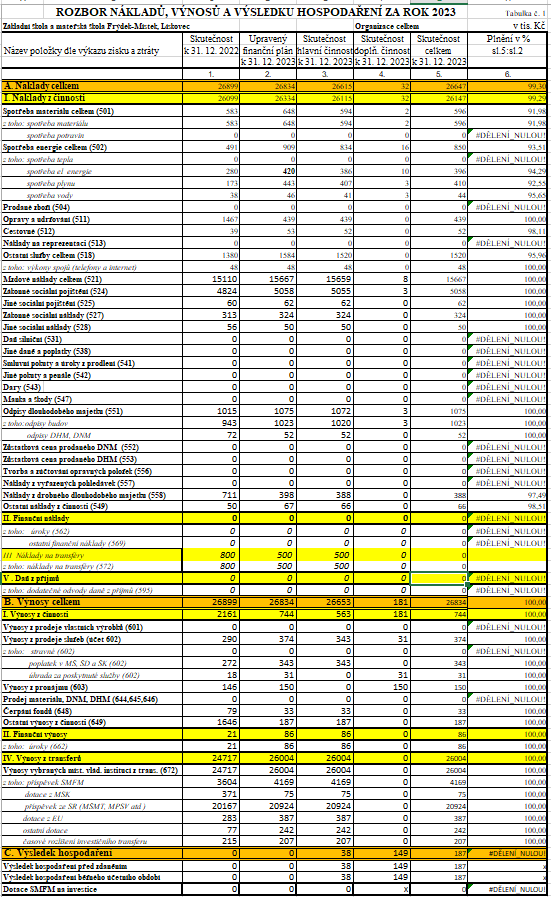 ROZBOR NÁKLADŮ, VÝNOSŮ A VÝSLEDKU HOSPODAŘENÍ ZA ROK 2023 Tabulka č. 1
Základní škola a mateřská škola Frýdek-Místek, Lískovec Organizace celkem v tis. Kč
Název položky dle výkazu zisku a ztráty Skutečnost k 31. 12. 2022 Upravený finanční plán k 31. 12. 2023 Skutečnost hlavní činnost k 31. 12. 2023 Skutečnost doplň. činnost k 31. 12. 2023 Skutečnost celkem k 31. 12. 2023 Plnění v % sl.5:sl.2
1. 2. 3. 4. 5. 6.
A. Náklady celkem 26899 26834 26615 32 26647 99,30
I. Náklady z činnosti 26099 26334 26115 32 26147 99,29
Spotřeba materiálu celkem (501) 583 648 594 2 596 91,98
z toho: spotřeba materiálu 583 648 594 2 596 91,98
spotřeba potravin 0 0 0 0 0 #DĚLENÍ_NULOU!
Spotřeba energie celkem (502) 491 909 834 16 850 93,51
z toho: spotřeba tepla 0 0 0 0 0 #DĚLENÍ_NULOU!
spotřeba el. energie 280 420 386 10 396 94,29
spotřeba plynu 173 443 407 3 410 92,55
spotřeba vody 38 46 41 3 44 95,65
Prodané zboží (504) 0 0 0 0 0 #DĚLENÍ_NULOU!
Opravy a udržování (511) 1467 439 439 0 439 100,00
Cestovné (512) 39 53 52 0 52 98,11
Náklady na reprezentaci (513) 0 0 0 0 0 #DĚLENÍ_NULOU!
Ostatní služby celkem (518) 1380 1584 1520 0 1520 95,96
z toho: výkony spojů (telefony a internet) 48 48 48 0 48 100,00
Mzdové náklady celkem (521) 15110 15667 15659 8 15667 100,00
Zákonné sociální pojištění (524) 4824 5058 5055 3 5058 100,00
Jiné sociální pojištění (525) 60 62 62 0 62 100,00
Zákonné sociální náklady (527) 313 324 324 0 324 100,00
Jiné sociální náklady (528) 56 50 50 0 50 100,00
Daň silniční (531) 0 0 0 0 0 #DĚLENÍ_NULOU!
Jiné daně a poplatky (538) 0 0 0 0 0 #DĚLENÍ_NULOU!
Smluvní pokuty a úroky z prodlení (541) 0 0 0 0 0 #DĚLENÍ_NULOU!
Jiné pokuty a penále (542) 0 0 0 0 0 #DĚLENÍ_NULOU!
Dary (543) 0 0 0 0 0 #DĚLENÍ_NULOU!
Manka a škody (547) 0 0 0 0 0 #DĚLENÍ_NULOU!
Odpisy dlouhodobého majetku (551) 1015 1075 1072 3 1075 100,00
z toho:odpisy budov 943 1023 1020 3 1023 100,00
odpisy DHM, DNM 72 52 52 0 52 100,00
Zůstatková cena prodaného DNM (552) 0 0 0 0 0 #DĚLENÍ_NULOU!
Zůstatková cena prodaného DHM (553) 0 0 0 0 0 #DĚLENÍ_NULOU!
Tvorba a zúčtování opravných položek (556) 0 0 0 0 0 #DĚLENÍ_NULOU!
Náklady z vyřazených pohledávek (557) 0 0 0 0 0 #DĚLENÍ_NULOU!
Náklady z drobného dlouhodobého majetku (558) 711 398 388 0 388 97,49
Ostatní náklady z činnosti (549) 50 67 66 0 66 98,51
II. Finanční náklady 0 0 0 0 0 #DĚLENÍ_NULOU!
z toho: úroky (562) 0 0 0 0 0 #DĚLENÍ_NULOU!
ostatní finanční náklady (569) 0 0 0 0 0 #DĚLENÍ_NULOU!
III Náklady na transfery 800 500 500 0 0
z toho: náklady na transfery (572) 800 500 500 0 0
V . Daň z příjmů 0 0 0 0 0 #DĚLENÍ_NULOU!
z toho: dodatečné odvody daně z příjmů (595) 0 0 0 0 0 #DĚLENÍ_NULOU!
B. Výnosy celkem 26899 26834 26653 181 26834 100,00
I. Výnosy z činnosti 2161 744 563 181 744 100,00
Výnosy z prodeje vlastních výrobků (601) 0 0 0 0 0 #DĚLENÍ_NULOU!
Výnosy z prodeje služeb (účet 602) 290 374 343 31 374 100,00
z toho: stravné (602) 0 0 0 0 0 #DĚLENÍ_NULOU!
poplatek v MŠ, ŠD a ŠK (602) 272 343 343 0 343 100,00
úhrada za poskytnuté služby (602) 18 31 0 31 31 100,00
Výnosy z pronájmu (603) 146 150 0 150 150 100,00
Prodej materiálu, DNM, DHM (644,645,646) 0 0 0 0 0 #DĚLENÍ_NULOU!
Čerpání fondů (648) 79 33 33 0 33 100,00
Ostatní výnosy z činnosti (649) 1646 187 187 0 187 100,00
II. Finanční výnosy 21 86 86 0 86 100,00
z toho: úroky (662) 21 86 86 0 86 100,00
IV. Výnosy z transferů 24717 26004 26004 0 26004 100,00
Výnosy vybraných míst. vlád. institucí z trans. (672) 24717 26004 26004 0 26004 100,00
z toho: příspěvek SMFM 3604 4169 4169 0 4169 100,00
dotace z MSK 371 75 75 0 75 100,00
příspěvek ze SR (MŠMT, MPSV atd.) 20167 20924 20924 0 20924 100,00
dotace z EU 283 387 387 0 387 100,00
ostatní dotace 77 242 242 0 242 100,00
časové rozlišení investičního transferu 215 207 207 0 207 100,00
C. Výsledek hospodaření 0 0 38 149 187 #DĚLENÍ_NULOU!
Výsledek hospodaření před zdaněním 0 0 38 149 187 x
Výsledek hospodaření běžného účetního období 0 0 38 149 187 x
Dotace SMFM na investice 0 0 0 x 0 #DĚLENÍ_NULOU!